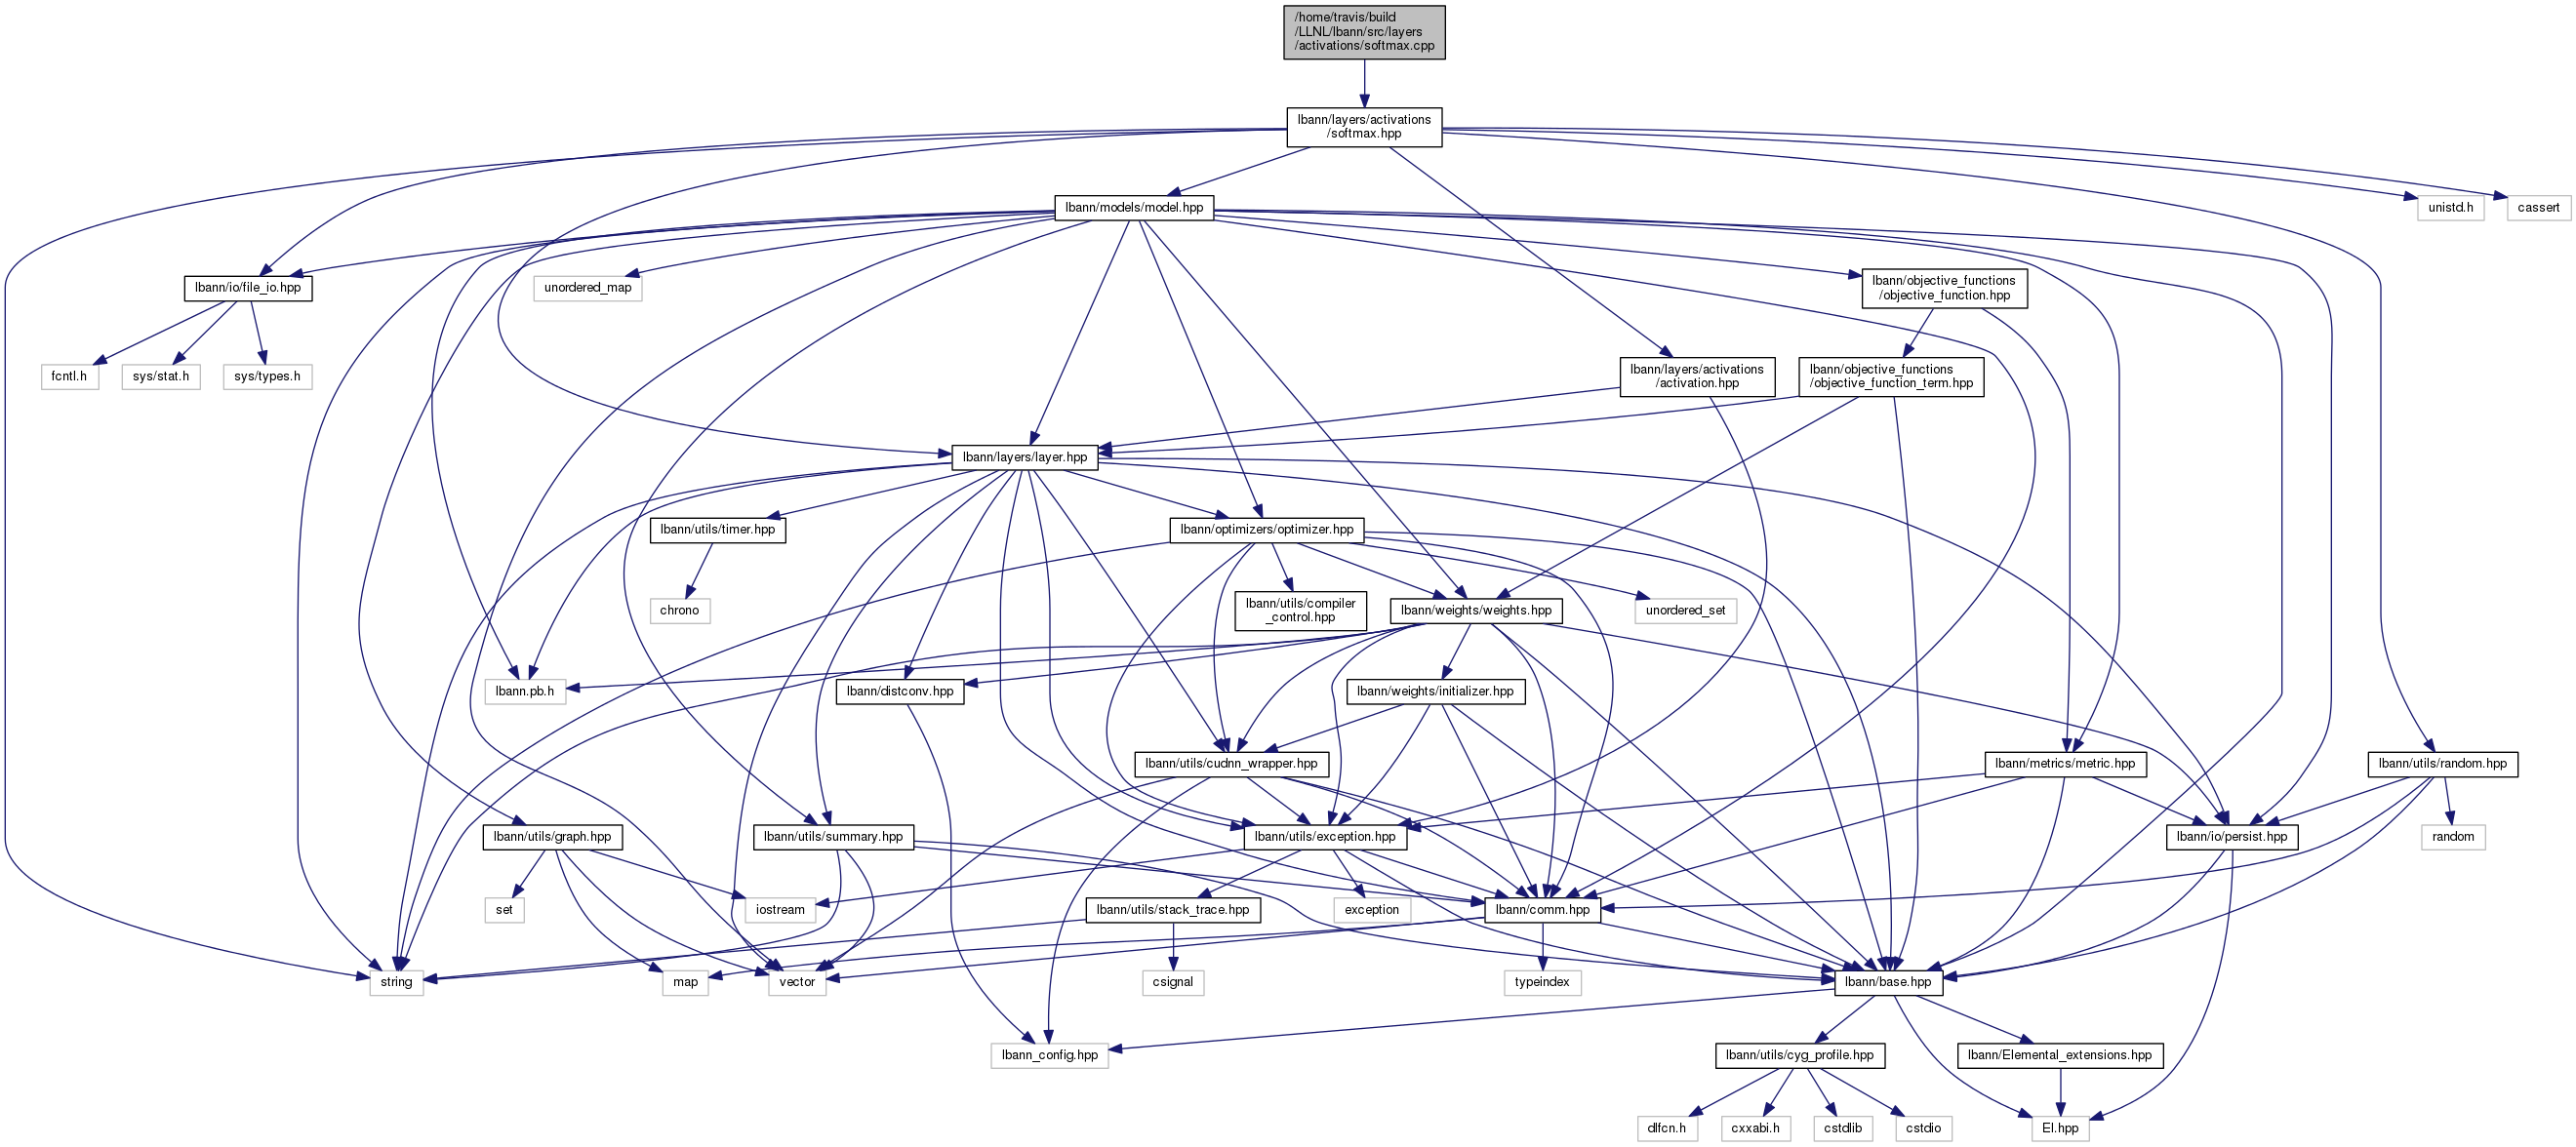 /home/travis/build
/LLNL/lbann/src/layers
/activations/softmax.cpp
lbann/layers/activations
/softmax.hpp
lbann/models/model.hpp
unistd.h
cassert
lbann/io/file_io.hpp
unordered_map
lbann/objective_functions
/objective_function.hpp
fcntl.h
sys/stat.h
sys/types.h
lbann/layers/activations
/activation.hpp
lbann/objective_functions
/objective_function_term.hpp
lbann/layers/layer.hpp
lbann/utils/timer.hpp
lbann/optimizers/optimizer.hpp
chrono
lbann/utils/compiler
_control.hpp
lbann/weights/weights.hpp
unordered_set
lbann.pb.h
lbann/distconv.hpp
lbann/weights/initializer.hpp
lbann/utils/cudnn_wrapper.hpp
lbann/metrics/metric.hpp
lbann/utils/random.hpp
lbann/utils/graph.hpp
lbann/utils/summary.hpp
lbann/utils/exception.hpp
lbann/io/persist.hpp
random
set
iostream
lbann/utils/stack_trace.hpp
exception
lbann/comm.hpp
string
map
vector
csignal
typeindex
lbann/base.hpp
lbann_config.hpp
lbann/utils/cyg_profile.hpp
lbann/Elemental_extensions.hpp
dlfcn.h
cxxabi.h
cstdlib
cstdio
El.hpp